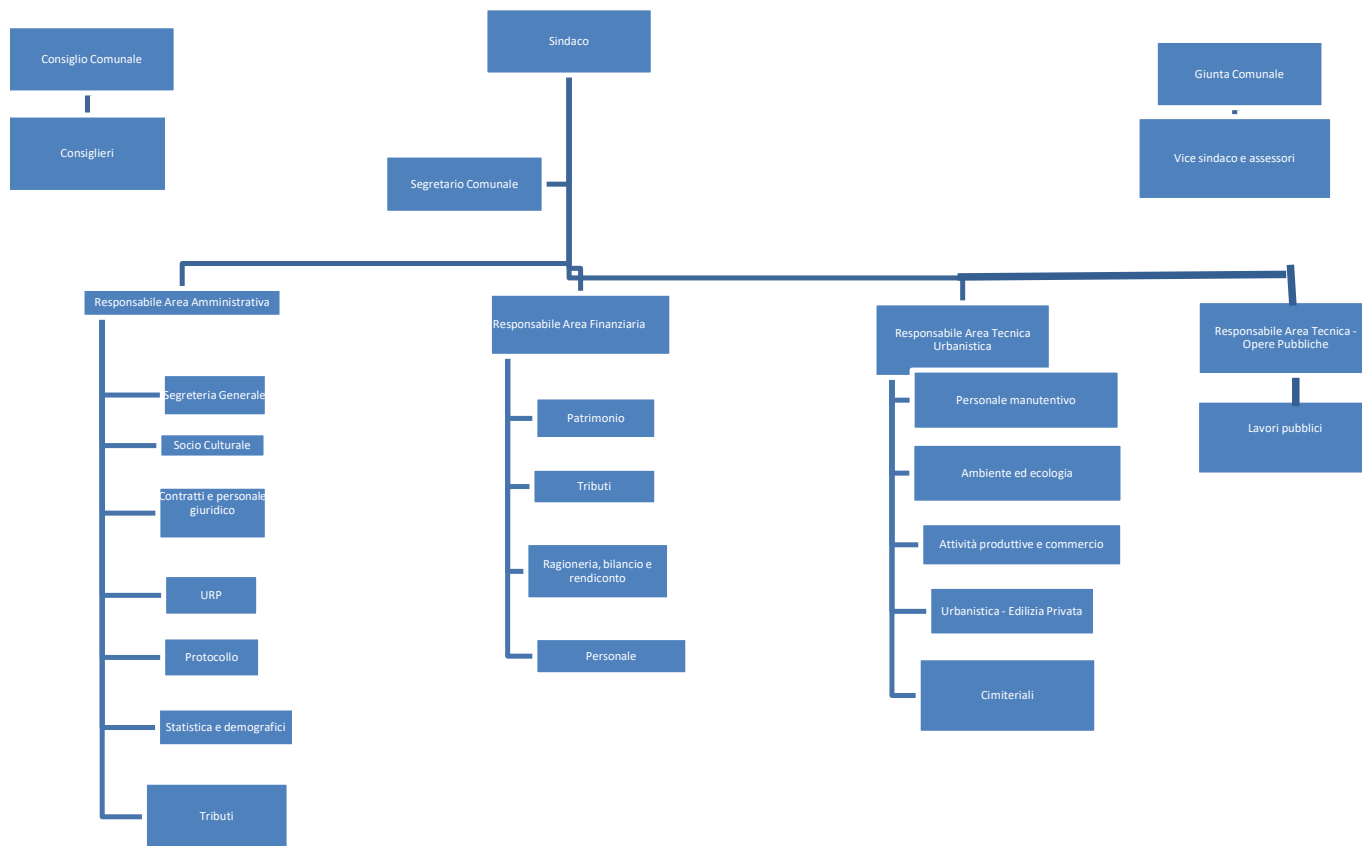 Sindaco
Consiglio Comunale
Giunta Comunale
Consiglieri
Vice sindaco e assessori
Segretario Comunale
Responsabile Area Amministrativa
Segreteria Generale
Socio Culturale
Contratti e personale
giuridico
URP
Protocollo
Statistica e demografici
Tributi
Responsabile Area Finanziaria
Patrimonio
Tributi
Ragioneria, bilancio e
rendiconto
Personale
Responsabile Area Tecnica
Urbanistica
Personale manutentivo
Ambiente ed ecologia
Attività produttive e commercio
Urbanistica - Edilizia Privata
Cimiteriali
Responsabile Area Tecnica -
Opere Pubbliche
Lavori pubblici